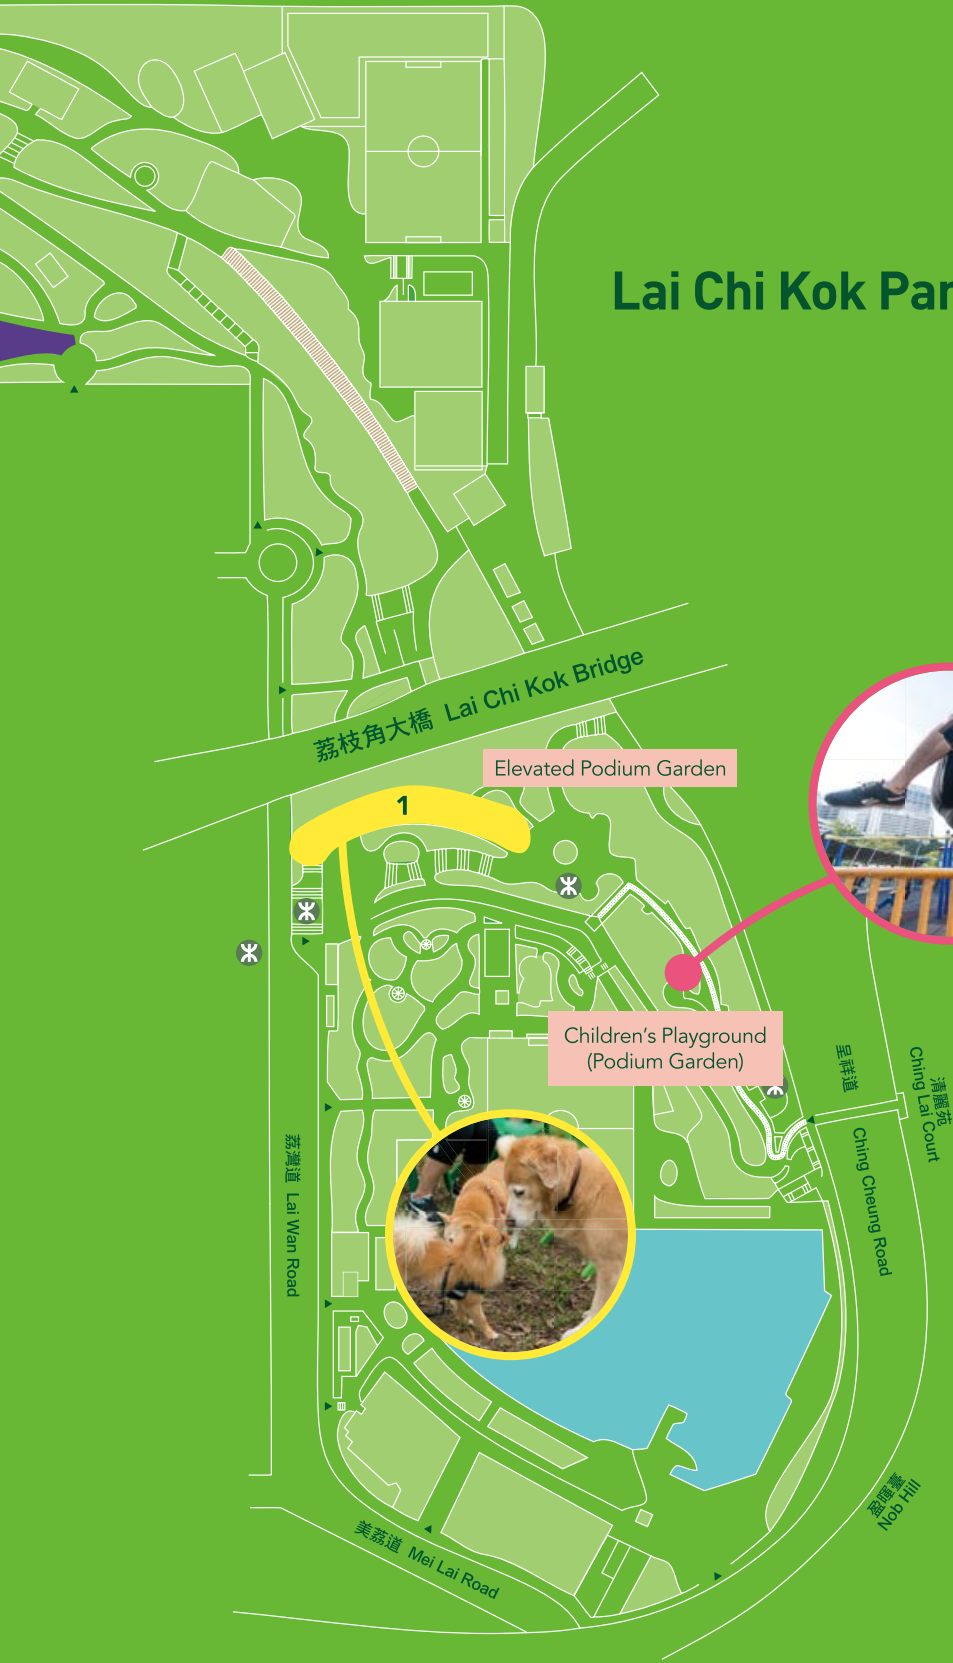 Lai Chi Kok Par
荔枝角大橋 Lai Chi Kok Bridge
Elevated Podium Garden
1
Children's Playground
(Podium Garden)
呈祥道
Ching Cheung Road
清麗苑
Ching Lai Court
荔灣道 Lai Wan Road
盈暉臺
Nob Hill
美荔道 Mei Lai Road